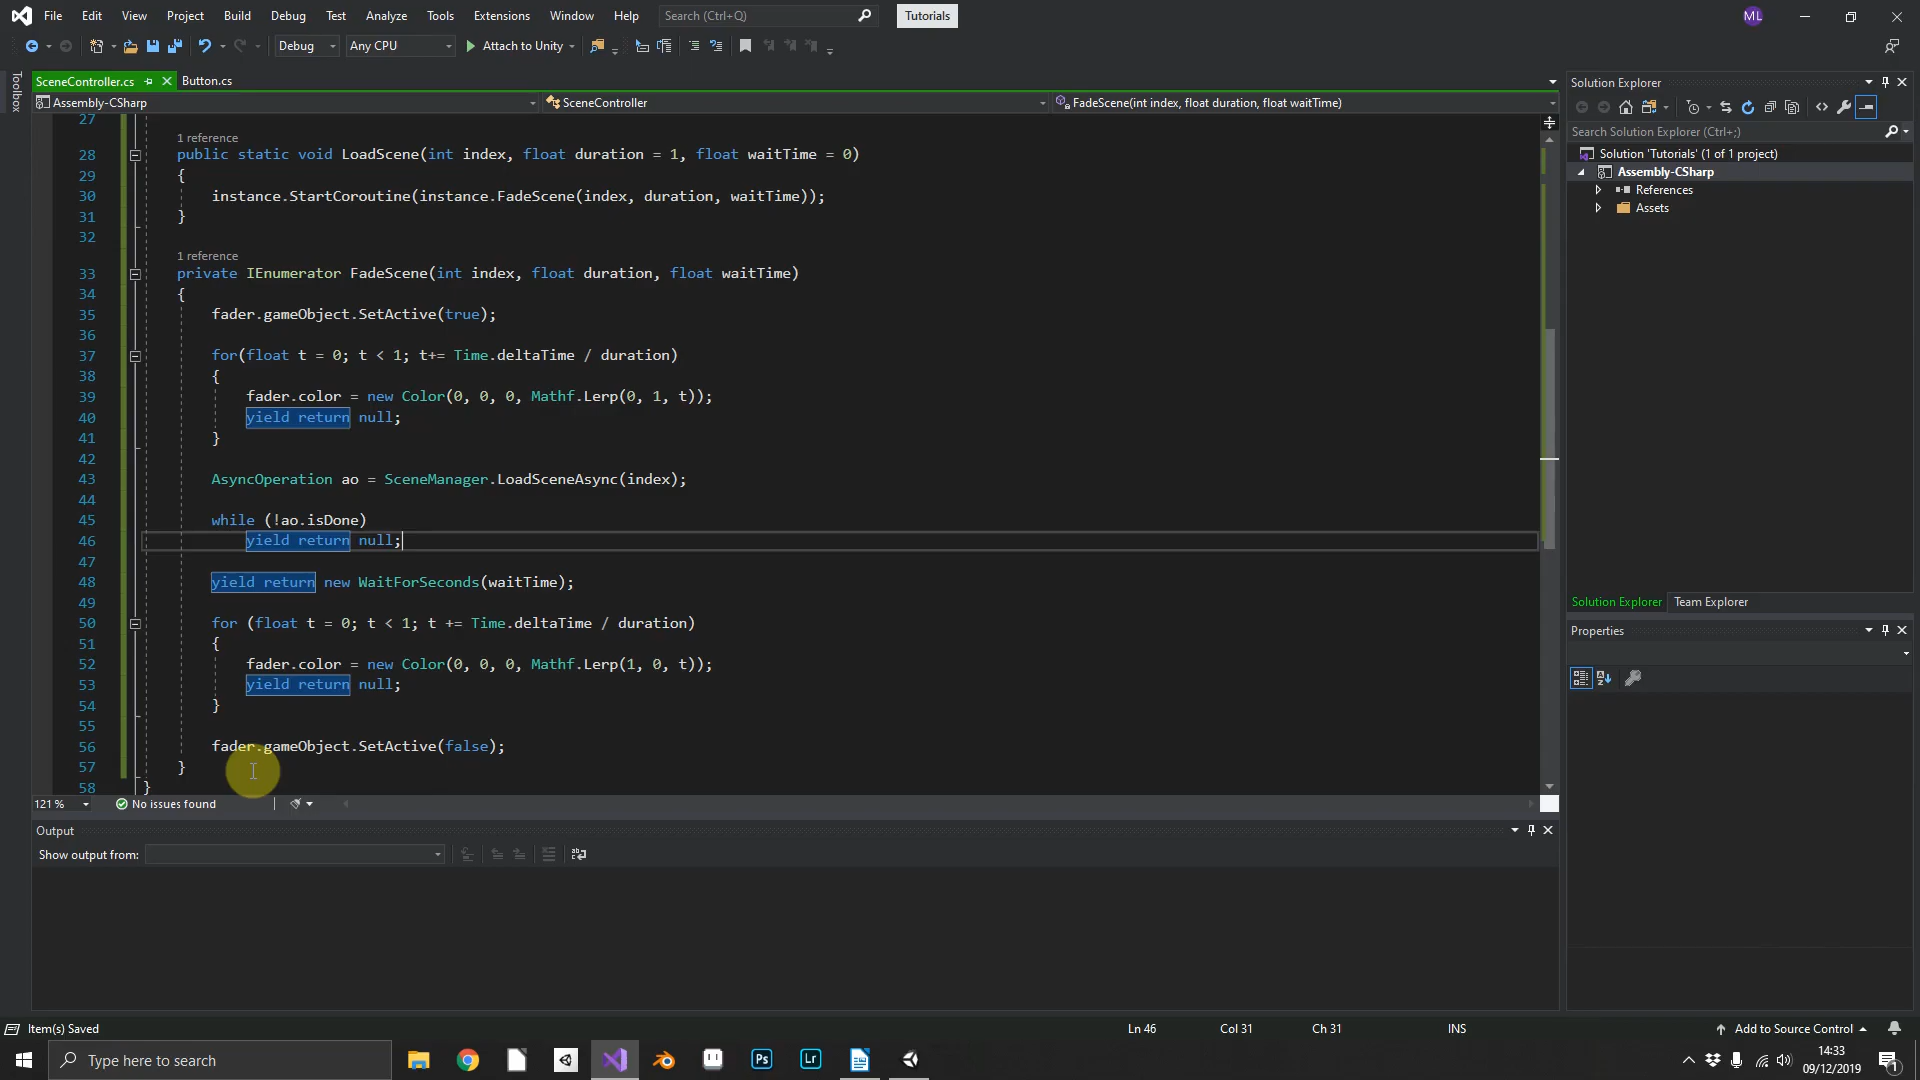 File Edit View Project Build Debug Test Analyze Tools Extensions Window Help Search (Ctrl+Q) Tutorials ML
Debug Any CPU Attach to Unity
Toolbox
SceneController.cs Button.cs
Assembly-CSharp SceneController FadeScene(int index, float duration, float waitTime)
27
1 reference
28 public static void LoadScene(int index, float duration = 1, float waitTime = 0)
29 {
30 instance.StartCoroutine(instance.FadeScene(index, duration, waitTime));
31 }
32
1 reference
33 private IEnumerator FadeScene(int index, float duration, float waitTime)
34 {
35 fader.gameObject.SetActive(true);
36
37 for(float t = 0; t < 1; t+= Time.deltaTime / duration)
38 {
39 fader.color = new Color(0, 0, 0, Mathf.Lerp(0, 1, t));
40 yield return null;
41 }
42
43 AsyncOperation ao = SceneManager.LoadSceneAsync(index);
44
45 while (!ao.isDone)
46 yield return null;
47
48 yield return new WaitForSeconds(waitTime);
49
50 for (float t = 0; t < 1; t += Time.deltaTime / duration)
51 {
52 fader.color = new Color(0, 0, 0, Mathf.Lerp(1, 0, t));
53 yield return null;
54 }
55
56 fader.gameObject.SetActive(false);
57 }
58 }
121 % No issues found
Output
Show output from:
Solution Explorer
Search Solution Explorer (Ctrl+;)
Solution 'Tutorials' (1 of 1 project)
Assembly-CSharp
References
Assets
Solution Explorer Team Explorer
Properties
Item(s) Saved Ln 46 Col 31 Ch 31 INS Add to Source Control
Type here to search Ps Lr
14:33
09/12/2019
1